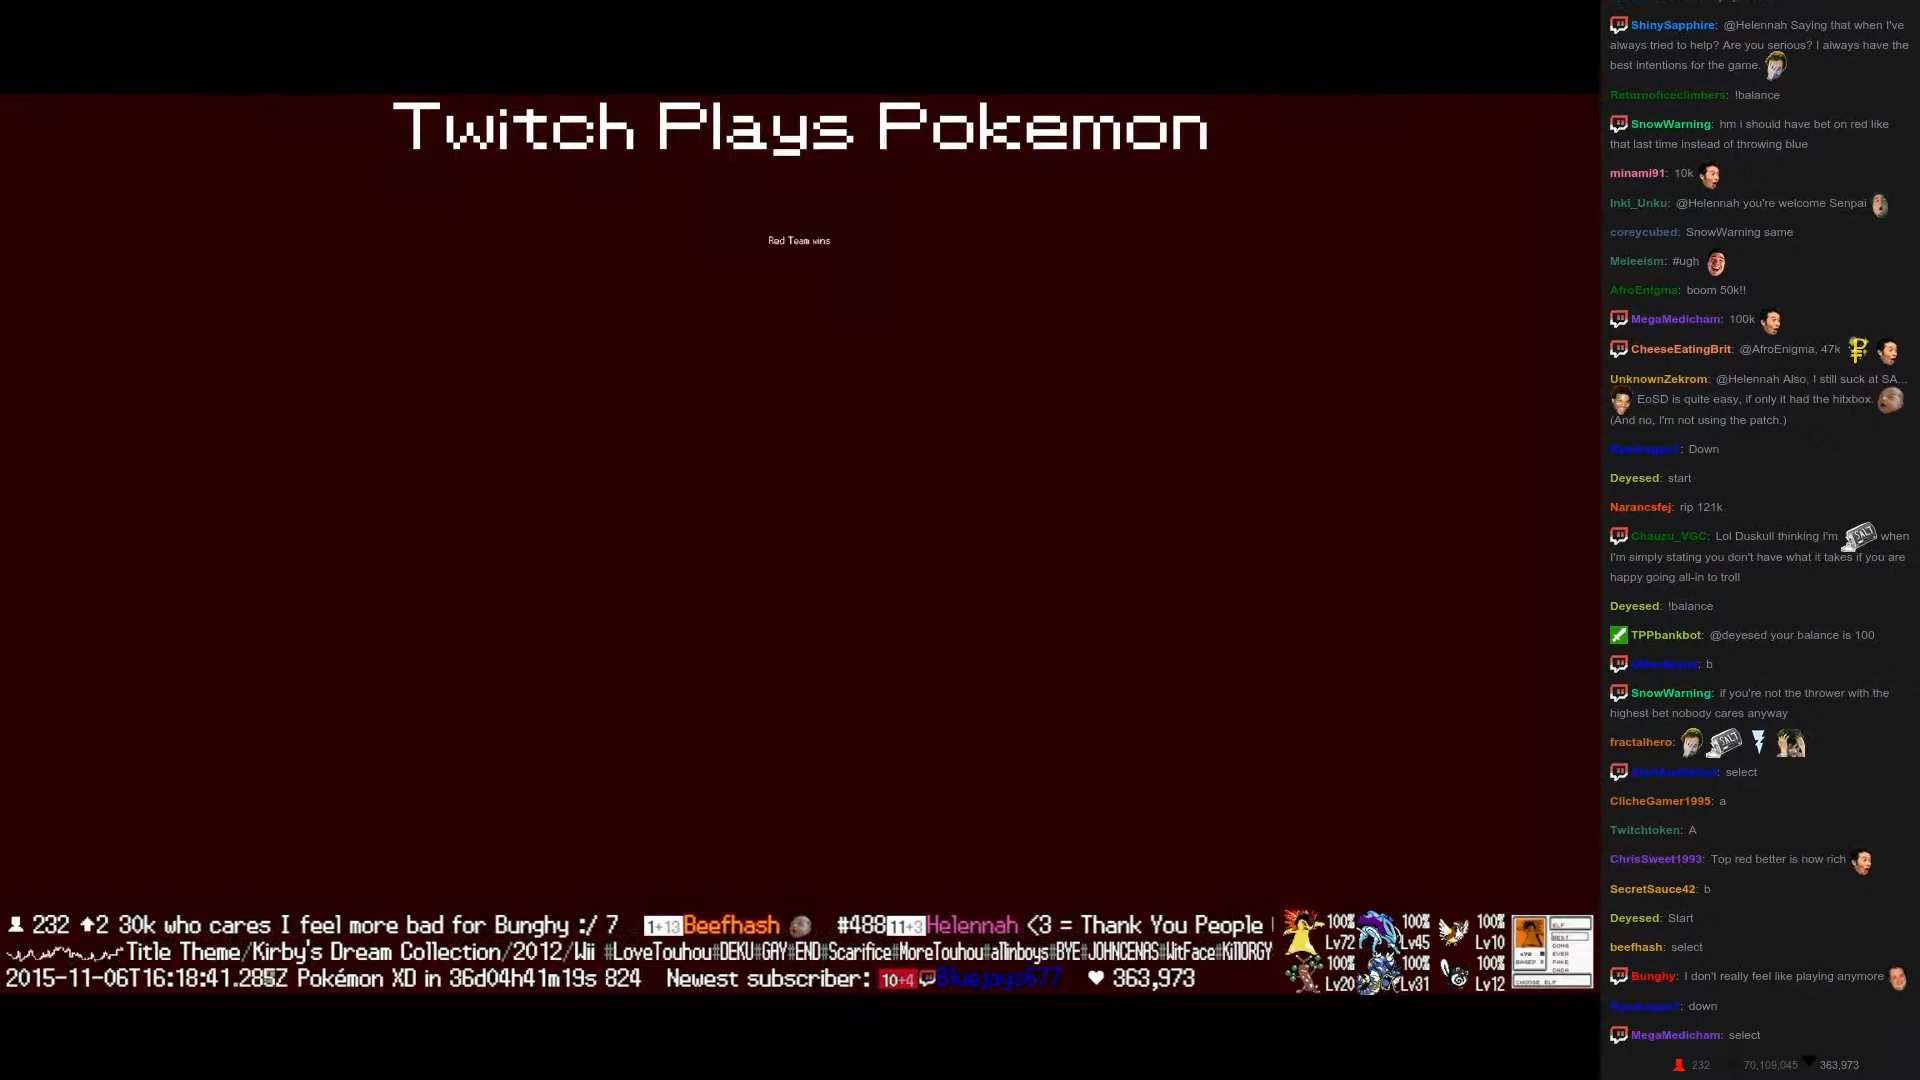 Twitch Plays Pokemon
Red Team wins
232 2 30k who cares I feel more bad for Bunghy :/ 7 1+13 Beefhash #488 11+3 Helennah <3 = Thank You People
Title Theme/Kirby's Dream Collection/2012/Wii #LoveTouhou#DEKU#GAY#END#Scarifice#MoreTouhou#allinboys#BYE#JOHNCENAS#WitFace#KillORGY
2015-11-06T16:18:41.285Z Pokémon XD in 36d04h41m19s 824 Newest subscriber: 10+4 Bluejays677 ♥ 363,973
100% 100% 100%
Lv72 Lv45 Lv10
100% 100% 100%
Lv20 Lv31 Lv12
ELF
CHOOSE ELF
ShinySapphire: @Helennah Saying that when I've
always tried to help? Are you serious? I always have the
best intentions for the game.
Returnoficeclimbers: !balance
SnowWarning: hm i should have bet on red like
that last time instead of throwing blue
minami91: 10k
Inki_Unku: @Helennah you're welcome Senpai
coreycubed: SnowWarning same
Meleeism: #ugh
AfroEnigma: boom 50k!!
MegaMedicham: 100k
CheeseEatingBrit: @AfroEnigma, 47k
UnknownZekrom: @Helennah Also, I still suck at SA...
EoSD is quite easy, if only it had the hitxbox.
(And no, I'm not using the patch.)
: Down
Deyesed: start
Narancsfej: rip 121k
Chauzu_VGC: Lol Duskull thinking I'm SALT when
I'm simply stating you don't have what it takes if you are
happy going all-in to troll
Deyesed: !balance
TPPbankbot: @deyesed your balance is 100
: b
SnowWarning: if you're not the thrower with the
highest bet nobody cares anyway
fractalhero: SALT
: select
ClicheGamer1995: a
Twitchtoken: A
ChrisSweet1993: Top red better is now rich
SecretSauce42: b
Deyesed: Start
beefhash: select
Bunghy: I don't really feel like playing anymore
: down
MegaMedicham: select
232 70,109,045 363,973